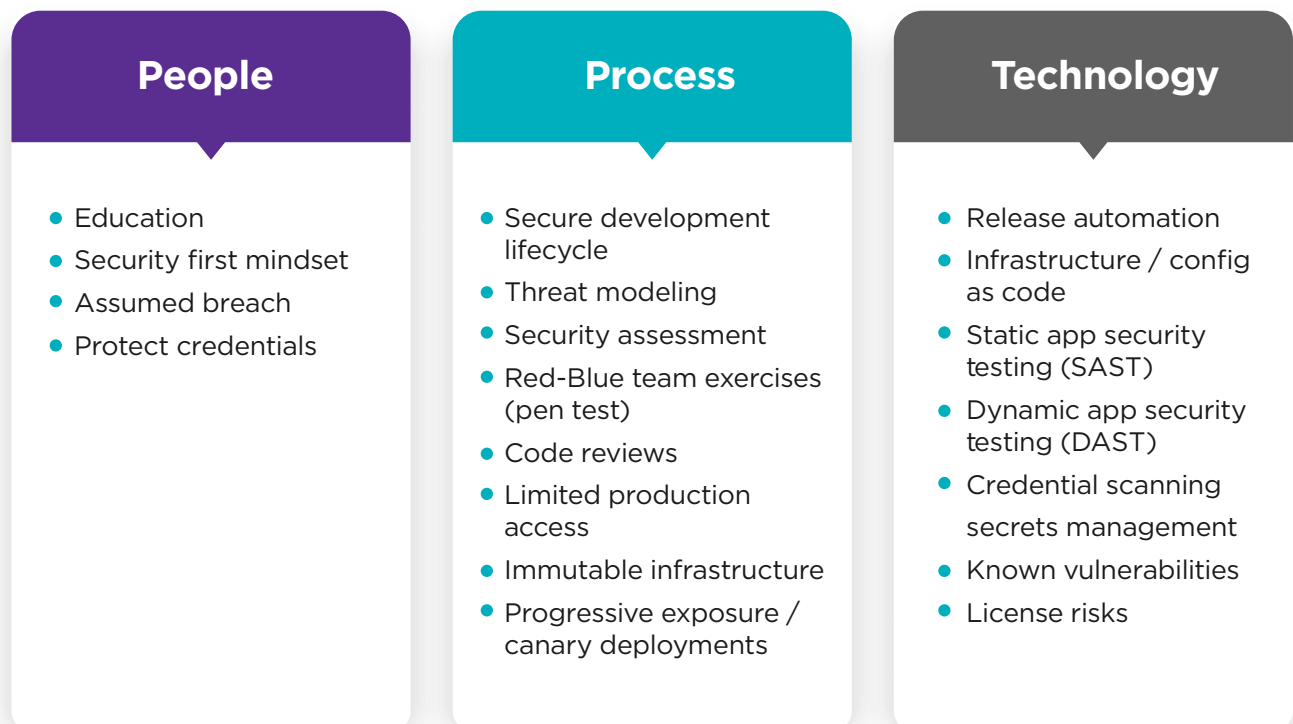 People
Education
Security first mindset
Assumed breach
Protect credentials
Process
Secure development
lifecycle
Threat modeling
Security assessment
Red-Blue team exercises
(pen test)
Code reviews
Limited production
access
Immutable infrastructure
Progressive exposure /
canary deployments
Technology
Release automation
Infrastructure / config
as code
Static app security
testing (SAST)
Dynamic app security
testing (DAST)
Credential scanning
secrets management
Known vulnerabilities
License risks